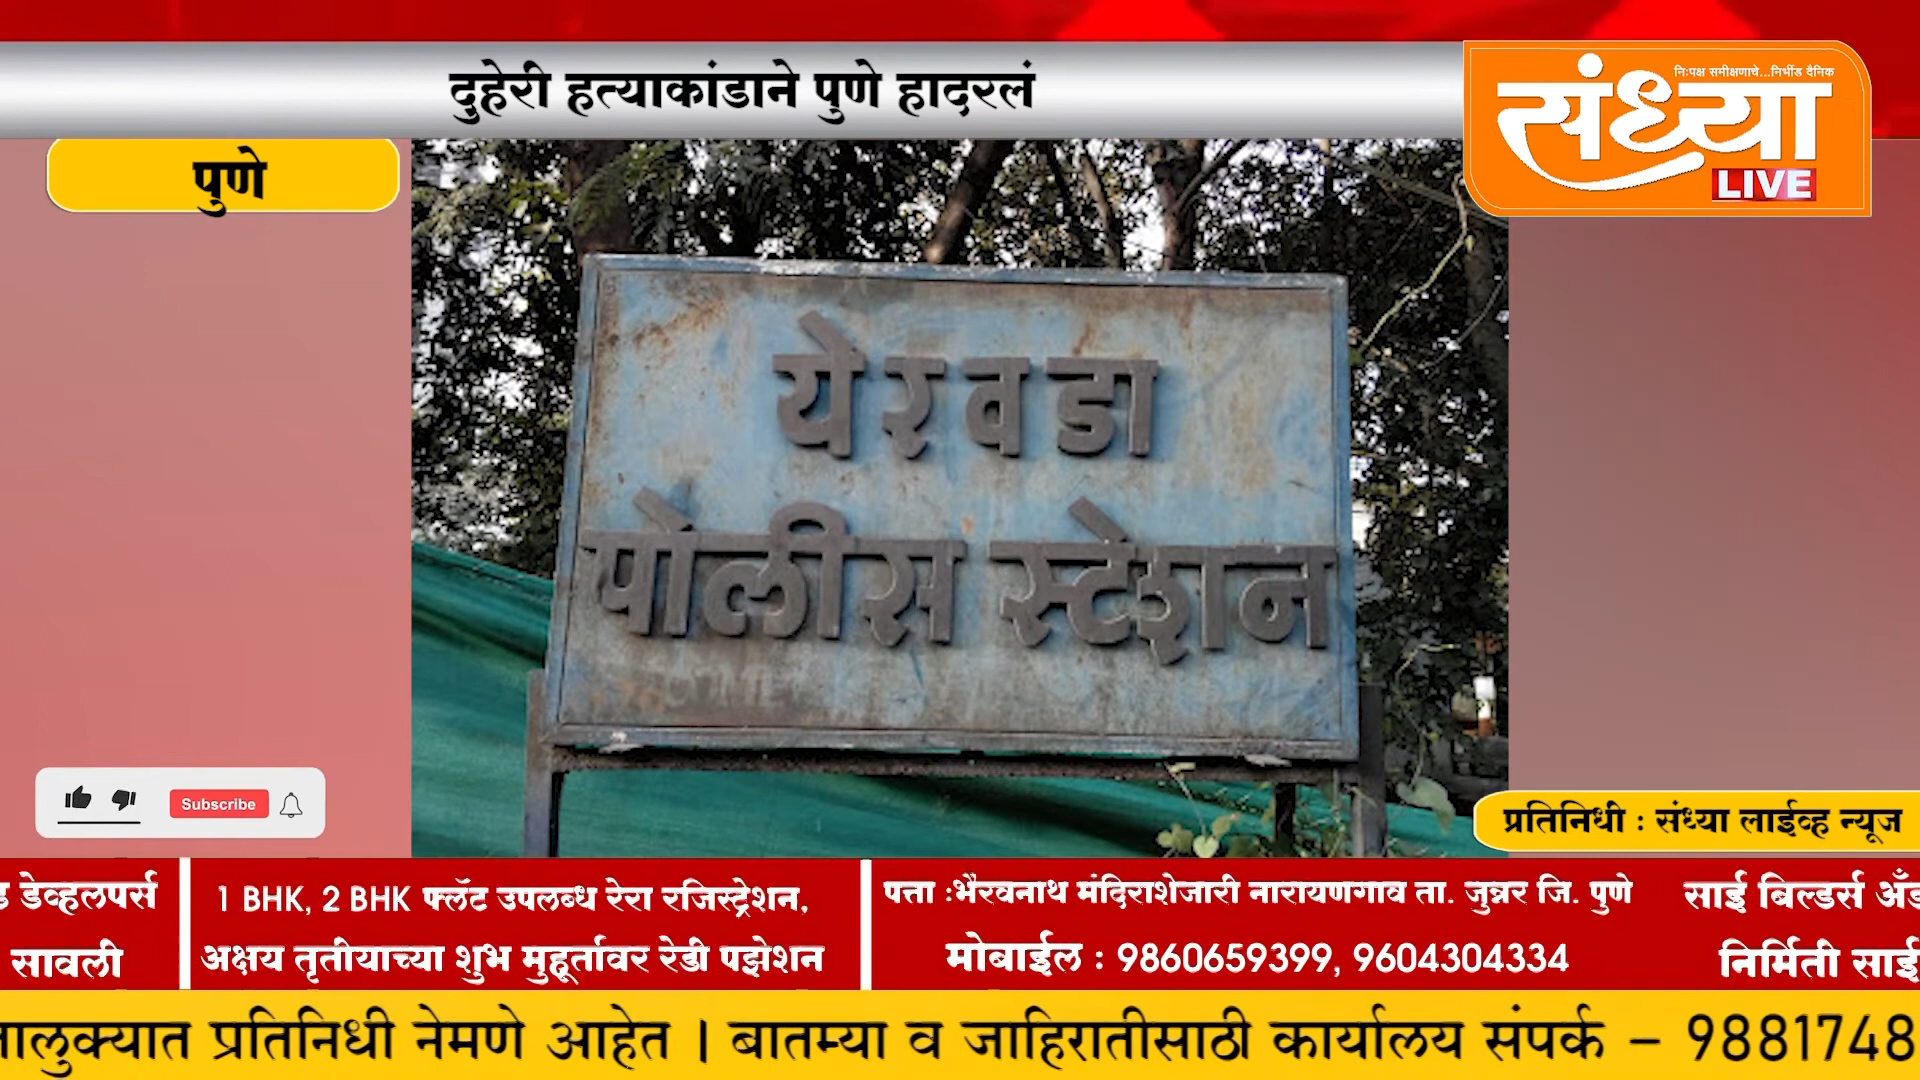 दुहेरी हत्याकांडाने पुणे हादरलं
निःपक्ष समीक्षणाचे...निर्भीड दैनिक
संध्या
LIVE
पुणे
येरवडा
पोलीस स्टेशन
Subscribe
प्रतिनिधी : संध्या लाईव्ह न्यूज
डेव्हलपर्स
सावली
1 BHK, 2 BHK फ्लॅट उपलब्ध रेरा रजिस्ट्रेशन,
अक्षय तृतीयाच्या शुभ मुहूर्तावर रेडी पझेशन
पत्ता :भैरवनाथ मंदिराशेजारी नारायणगाव ता. जुन्नर जि. पुणे
मोबाईल : 9860659399, 9604304334
साई बिल्डर्स
निर्मिती साई
प्रतिनिधी नेमणे आहेत | बातम्या व जाहिरातीसाठी कार्यालय संपर्क – 9881748